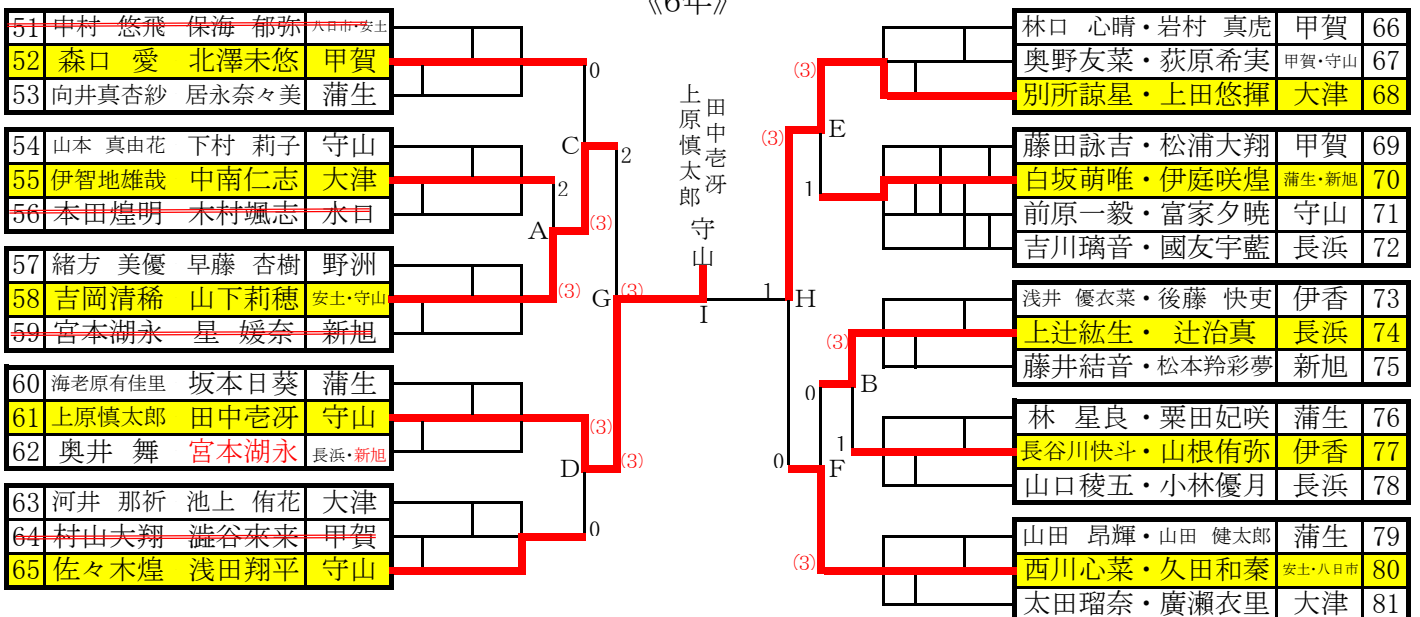 《6年》
51 中村 悠飛 保海 郁弥 八日市・安土
52 森口 愛 北澤未悠 甲賀
53 向井真杏紗 居永奈々美 蒲生
54 山本 真由花 下村 莉子 守山
55 伊智地雄哉 中南仁志 大津
56 本田煌明 木村颯志 水口
57 緒方 美優 早藤 杏樹 野洲
58 吉岡清稀 山下莉穂 安土・守山
59 宮本湖永 星 媛奈 新旭
60 海老原有佳里 坂本日葵 蒲生
61 上原慎太郎 田中壱冴 守山
62 奥井 舞 宮本湖永 長浜・新旭
63 河井 那祈 池上 侑花 大津
64 村山大翔 澁谷來来 甲賀
65 佐々木煌 浅田翔平 守山
0
C
2
2
(3)
A
(3)
G
(3)
(3)
D
(3)
0
田中壱冴
上原慎太郎
守山
I
1
H
(3)
(3)
E
1
(3)
B
0
1
0
F
(3)
林口 心晴・岩村 真虎 甲賀 66
奥野友菜・荻原希実 甲賀・守山 67
別所諒星・上田悠揮 大津 68
藤田詠吉・松浦大翔 甲賀 69
白坂萌唯・伊庭咲煌 蒲生・新旭 70
前原一毅・富家夕暁 守山 71
吉川璃音・國友宇藍 長浜 72
浅井 優衣菜・後藤 快吏 伊香 73
上辻紘生・ 辻治真 長浜 74
藤井結音・松本羚彩夢 新旭 75
林 星良・粟田妃咲 蒲生 76
長谷川快斗・山根侑弥 伊香 77
山口稜五・小林優月 長浜 78
山田 昂輝・山田 健太郎 蒲生 79
西川心菜・久田和秦 安土・八日市 80
太田瑠奈・廣瀬衣里 大津 81